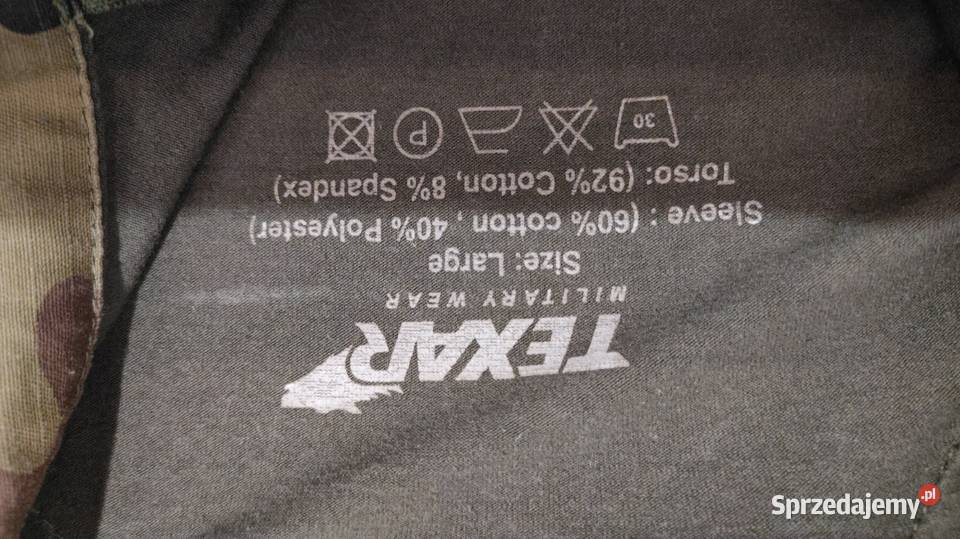 TEXAR
MILITARY WEAR
Size: Large
Sleeve : (60% cotton , 40% Polyester)
Torso: (92% Cotton, 8% Spandex)
30 P
Sprzedajemy.pl